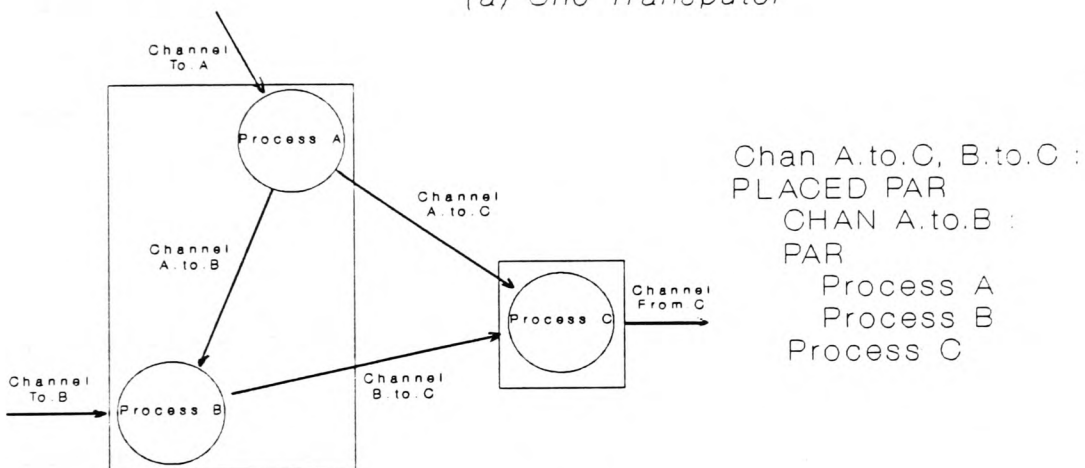 Channel
To.A
Process A
Channel
A.to.C
Channel
A.to.B
Process C
Channel
From C
Channel
To.B
Process B
Channel
B.to.C
Chan A.to.C, B.to.C :
PLACED PAR
CHAN A.to.B :
PAR
Process A
Process B
Process C